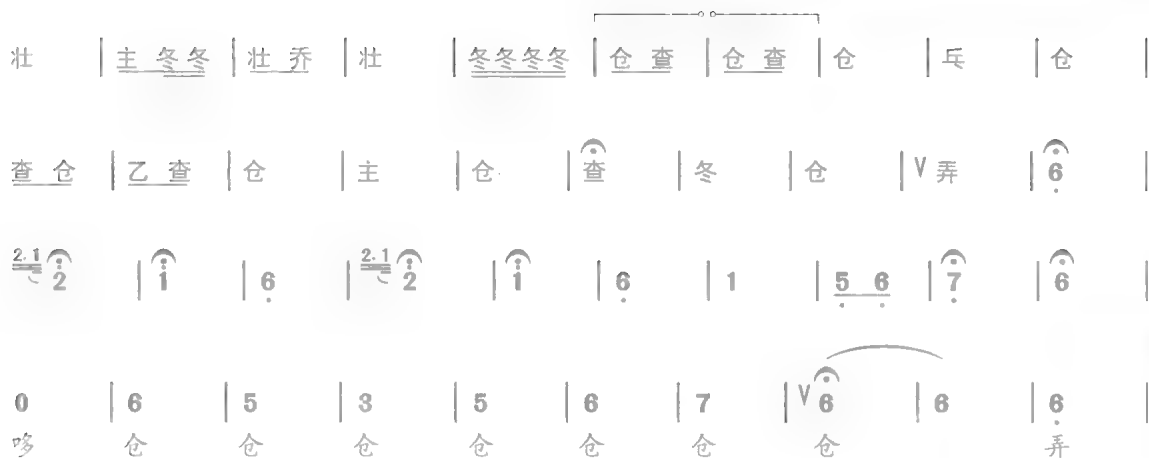 壮 | 主 冬冬 | 壮 乔 | 壮 | 冬冬冬冬 | 仓 查 | 仓 查 | 仓 | 乓 | 仓 |
查 仓 | 乙 查 | 仓 | 主 | 仓 | 查 | 冬 | 仓 | V 弄 | 6 |
2.1 2 | 1 | 6 | 2.1 2 | 1 | 6 | 1 | 5 6 | 7 | 6 |
0 | 6 | 5 | 3 | 5 | 6 | 7 | V 6 | 6 | 6 |
哆 仓 仓 仓 仓 仓 仓 仓 弄